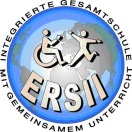 INTEGRIERTE GESAMTSCHULE
ERSII
MIT GEMEINSAMEM UNTERRICHT